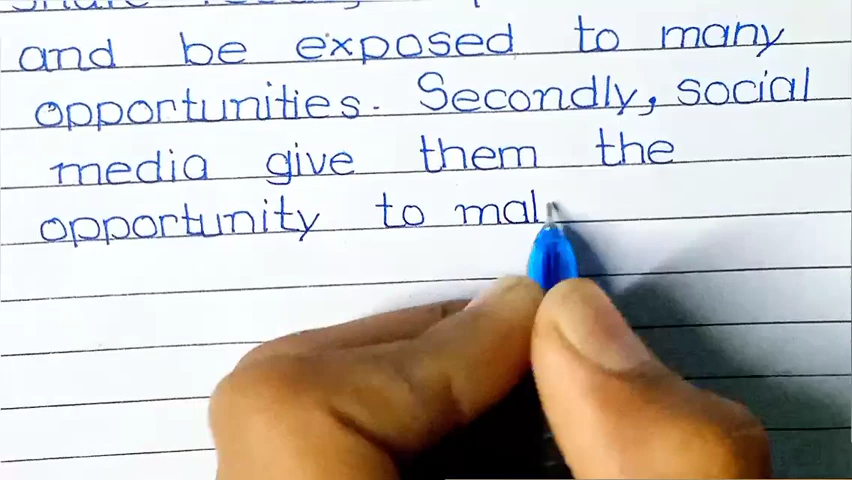 and be exposed to many
opportunities. Secondly, social
media give them the
opportunity to mal